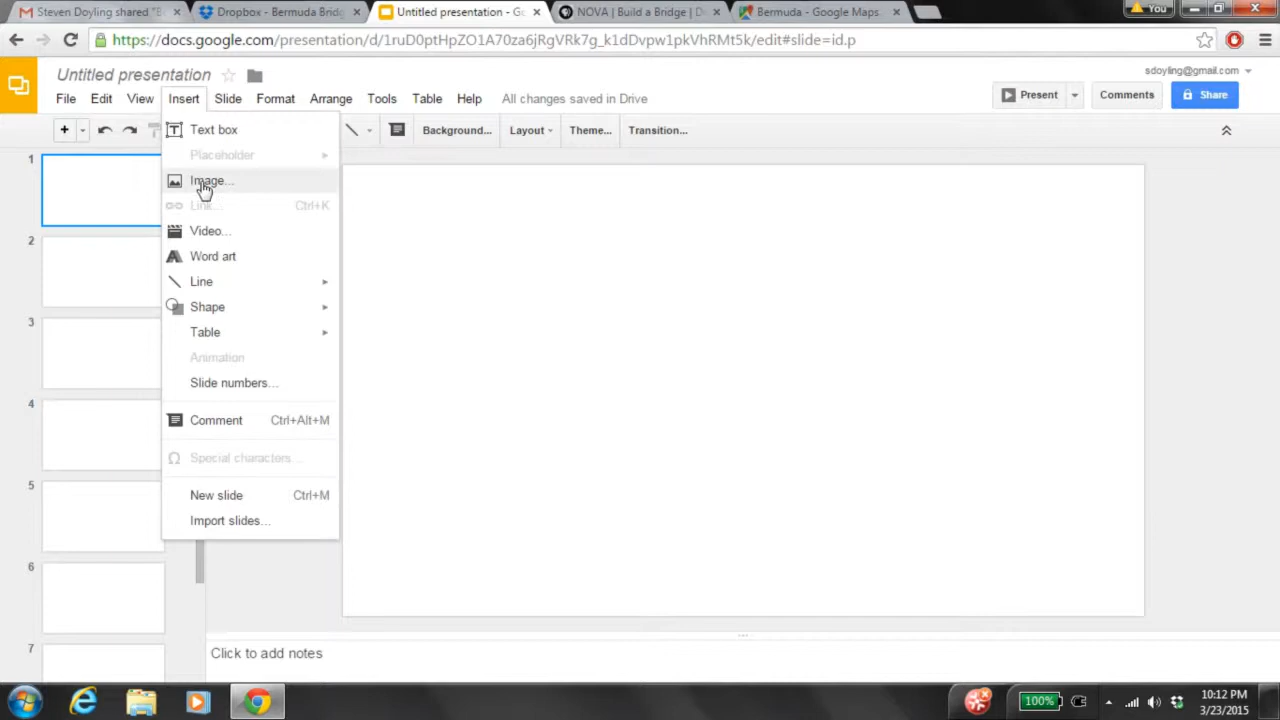 Steven Doyling shared "B
Dropbox - Bermuda Bridg
Untitled presentation - Go
NOVA | Build a Bridge | D
Bermuda - Google Maps
You
https://docs.google.com/presentation/d/1ruD0ptHpZO1A70za6jRgVRk7g_k1dDvpw1pkVhRMt5k/edit#slide=id.p
Untitled presentation
sdoyling@gmail.com
File Edit View Insert Slide Format Arrange Tools Table Help All changes saved in Drive
Present
Comments
Share
Background...
Layout
Theme...
Transition...
Text box
Placeholder
Image...
Link... Ctrl+K
Video...
Word art
Line
Shape
Table
Animation
Slide numbers...
Comment Ctrl+Alt+M
Special characters...
New slide Ctrl+M
Import slides...
1
2
3
4
5
6
7
Click to add notes
100%
10:12 PM
3/23/2015